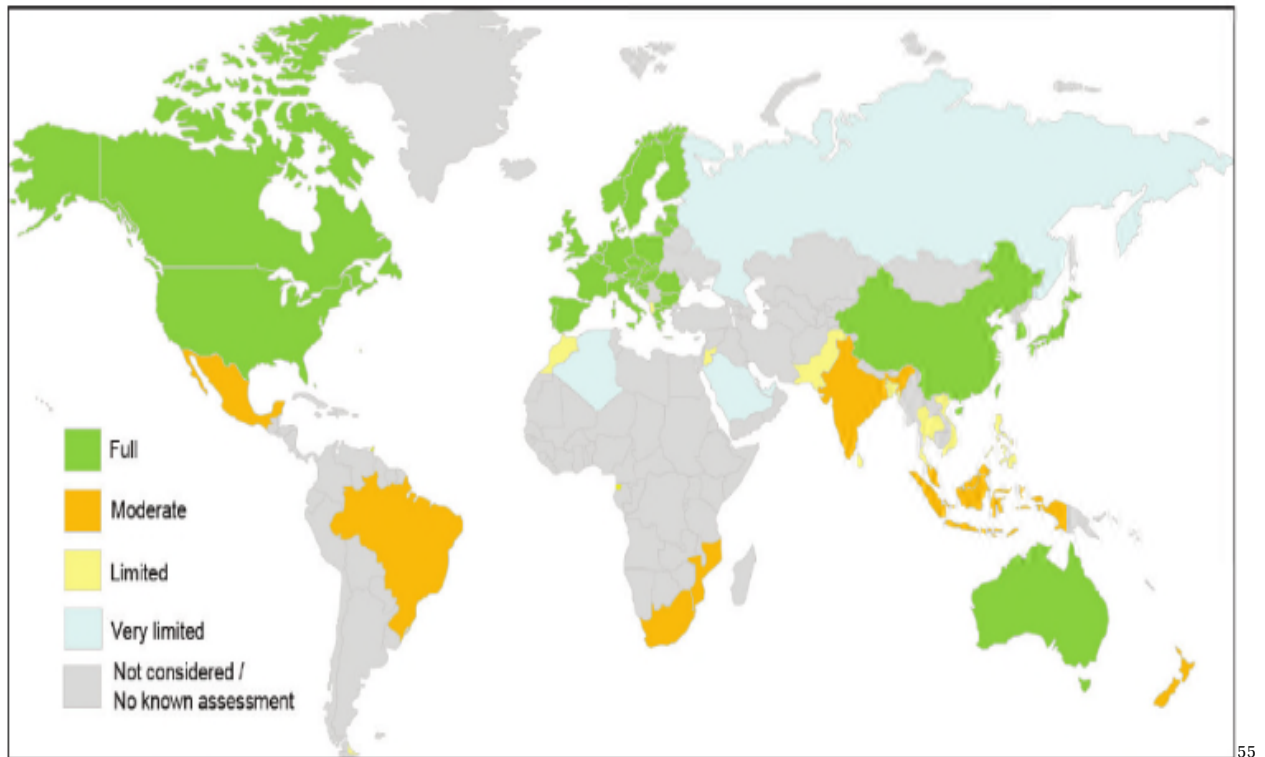 Full
Moderate
Limited
Very limited
Not considered /
No known assessment
55